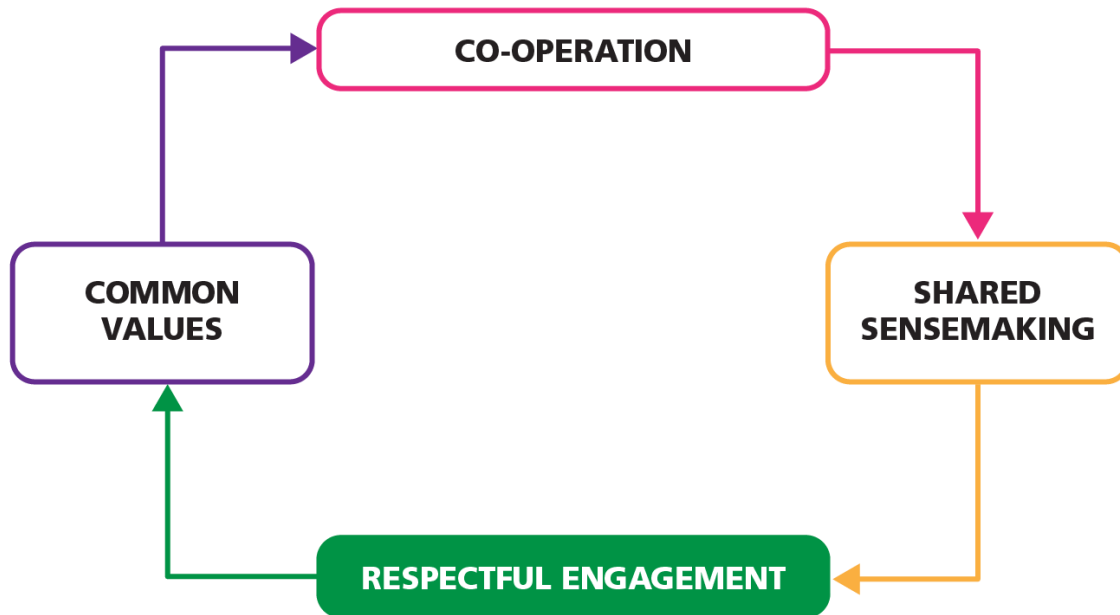 CO-OPERATION
COMMON
VALUES
SHARED
SENSEMAKING
RESPECTFUL ENGAGEMENT